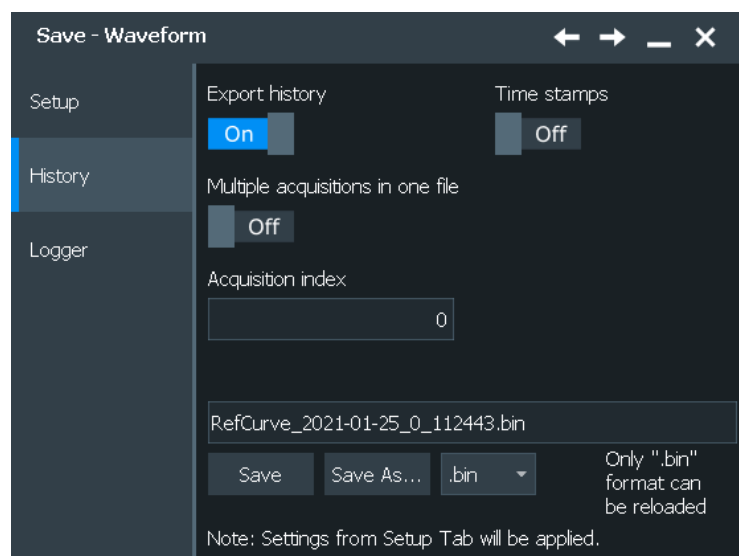 Save - Waveform
Setup
History
Logger
Export history
Time stamps
On
Off
Multiple acquisitions in one file
Off
Acquisition index
0
RefCurve_2021-01-25_0_112443.bin
Save
Save As...
.bin
Only ".bin"
format can
be reloaded
Note: Settings from Setup Tab will be applied.